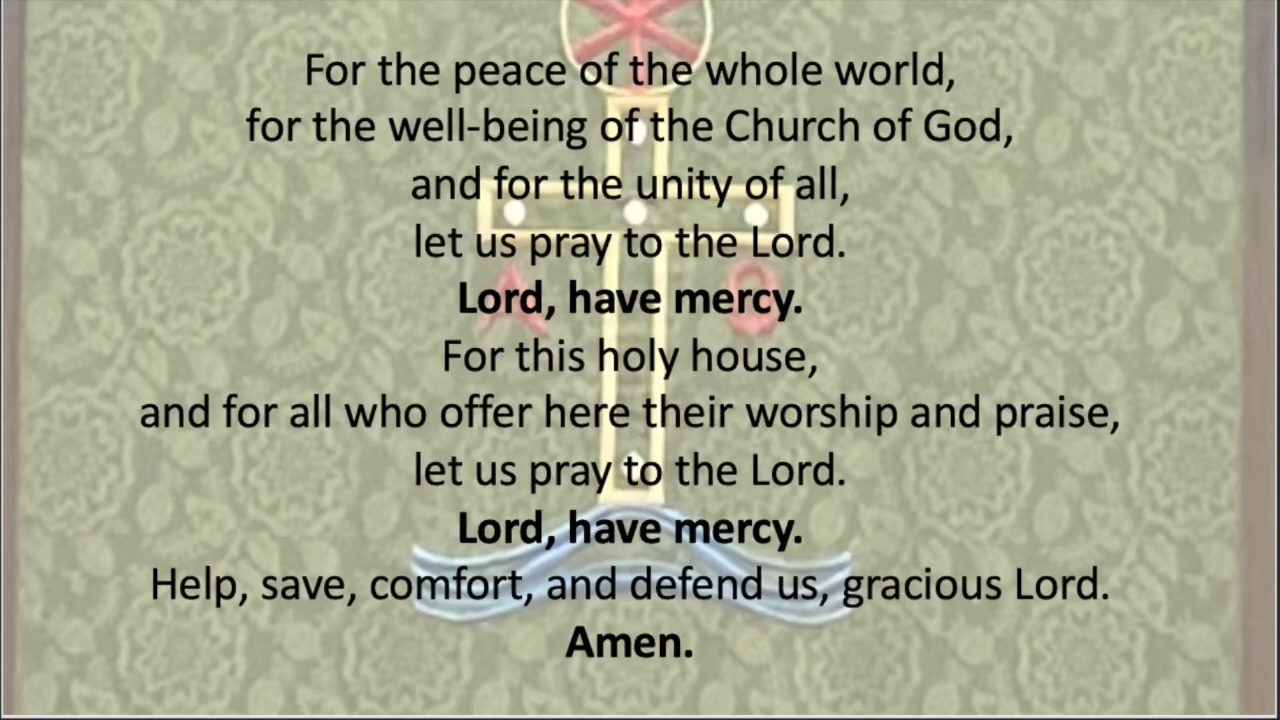 For the peace of the whole world,
for the well-being of the Church of God,
and for the unity of all,
let us pray to the Lord.
Lord, have mercy.
For this holy house,
and for all who offer here their worship and praise,
let us pray to the Lord.
Lord, have mercy.
Help, save, comfort, and defend us, gracious Lord.
Amen.